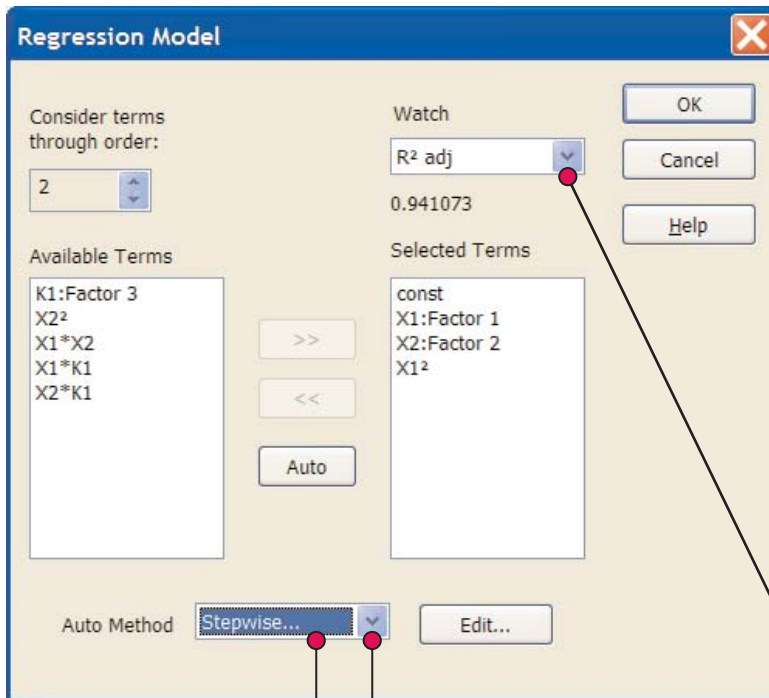 Regression Model
Consider terms
through order:
2
Watch
R² adj
0.941073
OK
Cancel
Help
Available Terms
K1:Factor 3
X2²
X1*X2
X1*K1
X2*K1
>>
<<
Auto
Selected Terms
const
X1:Factor 1
X2:Factor 2
X1²
Auto Method
Stepwise...
Edit...